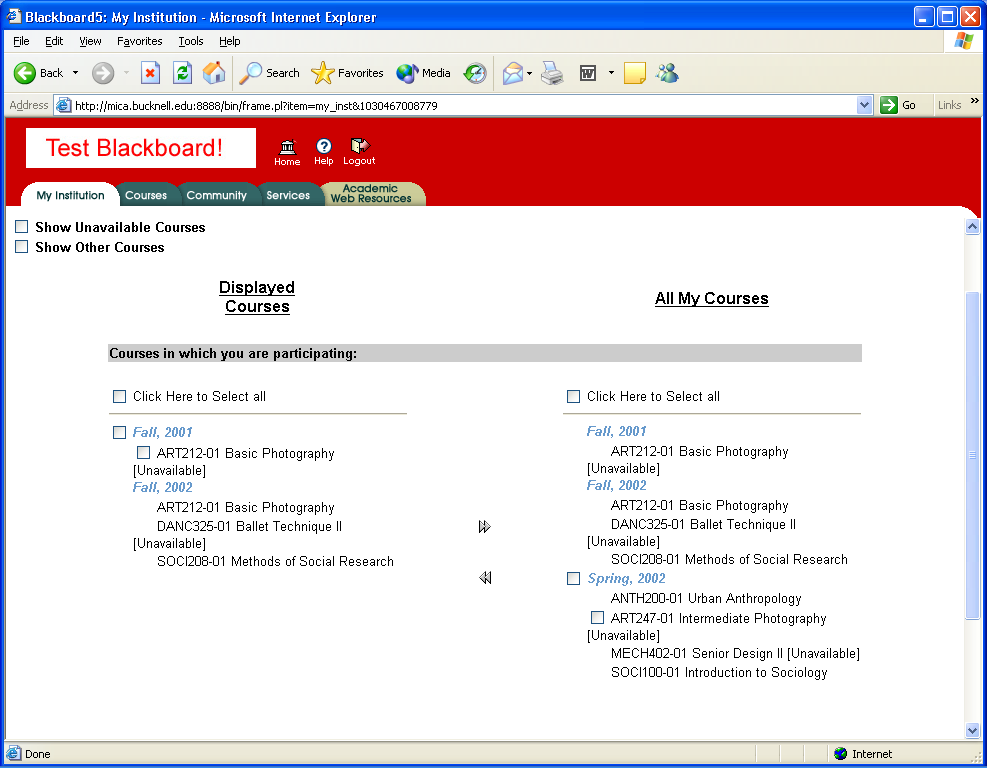 Blackboard5: My Institution - Microsoft Internet Explorer
File Edit View Favorites Tools Help
Back Search Favorites Media
Address http://mica.bucknell.edu:8888/bin/frame.pl?item=my_inst&1030467008779 Go Links »
Test Blackboard!
Home Help Logout
My Institution Courses Community Services Academic Web Resources
Show Unavailable Courses
Show Other Courses
Displayed
Courses
All My Courses
Courses in which you are participating:
Click Here to Select all
Fall, 2001
ART212-01 Basic Photography
[Unavailable]
Fall, 2002
ART212-01 Basic Photography
DANC325-01 Ballet Technique II
[Unavailable]
SOCI208-01 Methods of Social Research
Click Here to Select all
Fall, 2001
ART212-01 Basic Photography
[Unavailable]
Fall, 2002
ART212-01 Basic Photography
DANC325-01 Ballet Technique II
[Unavailable]
SOCI208-01 Methods of Social Research
Spring, 2002
ANTH200-01 Urban Anthropology
ART247-01 Intermediate Photography
[Unavailable]
MECH402-01 Senior Design II [Unavailable]
SOCI100-01 Introduction to Sociology
Done Internet